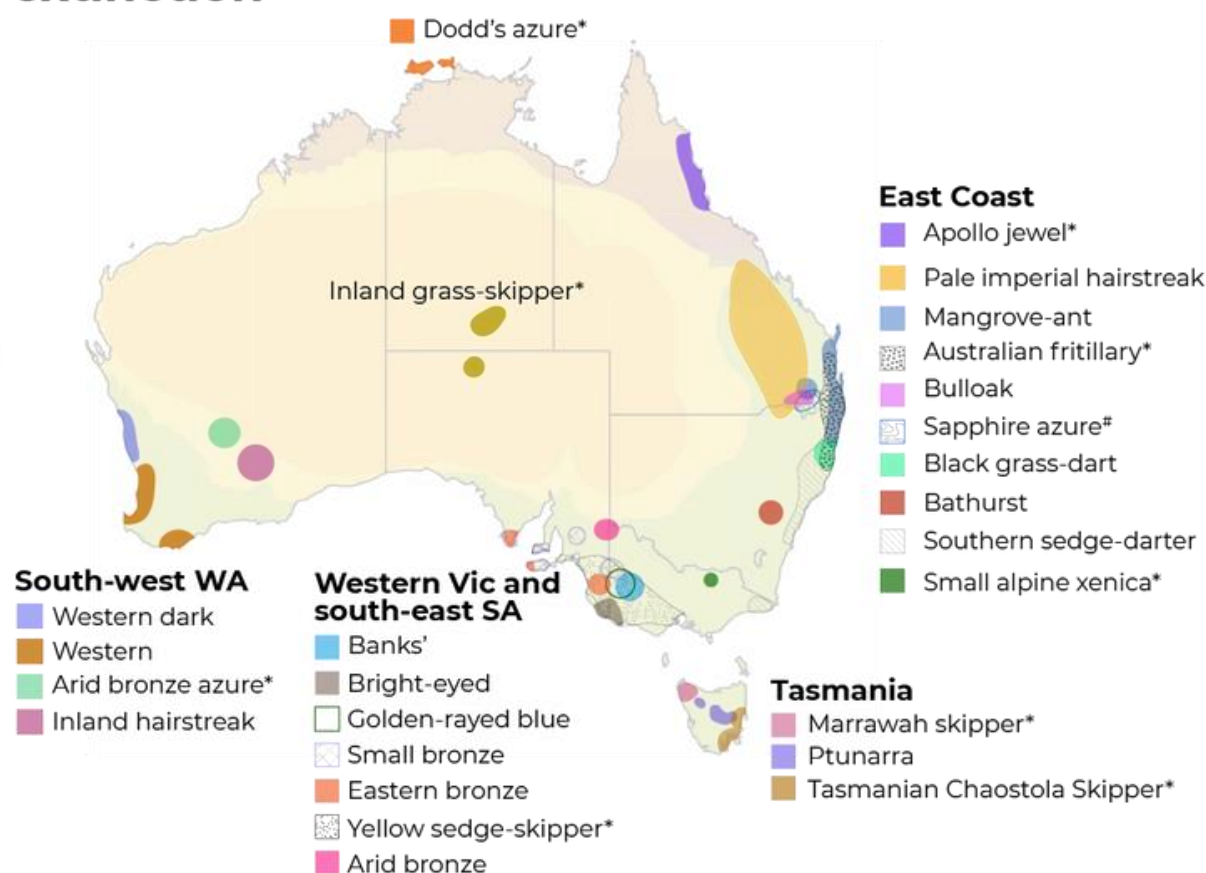 Dodd's azure*
Inland grass-skipper*
East Coast
Apollo jewel*
Pale imperial hairstreak
Mangrove-ant
Australian fritillary*
Bulloak
Sapphire azure#
Black grass-dart
Bathurst
Southern sedge-darter
Small alpine xenica*
South-west WA
Western dark
Western
Arid bronze azure*
Inland hairstreak
Western Vic and
south-east SA
Banks'
Bright-eyed
Golden-rayed blue
Small bronze
Eastern bronze
Yellow sedge-skipper*
Arid bronze
Tasmania
Marrawah skipper*
Ptunarra
Tasmanian Chaostola Skipper*